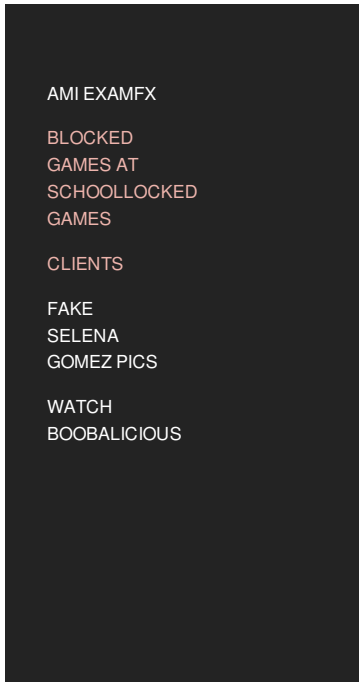 AMI EXAMFX
BLOCKED
GAMES AT
SCHOOLLOCKED
GAMES
CLIENTS
FAKE
SELENA
GOMEZ PICS
WATCH
BOOBALICIOUS